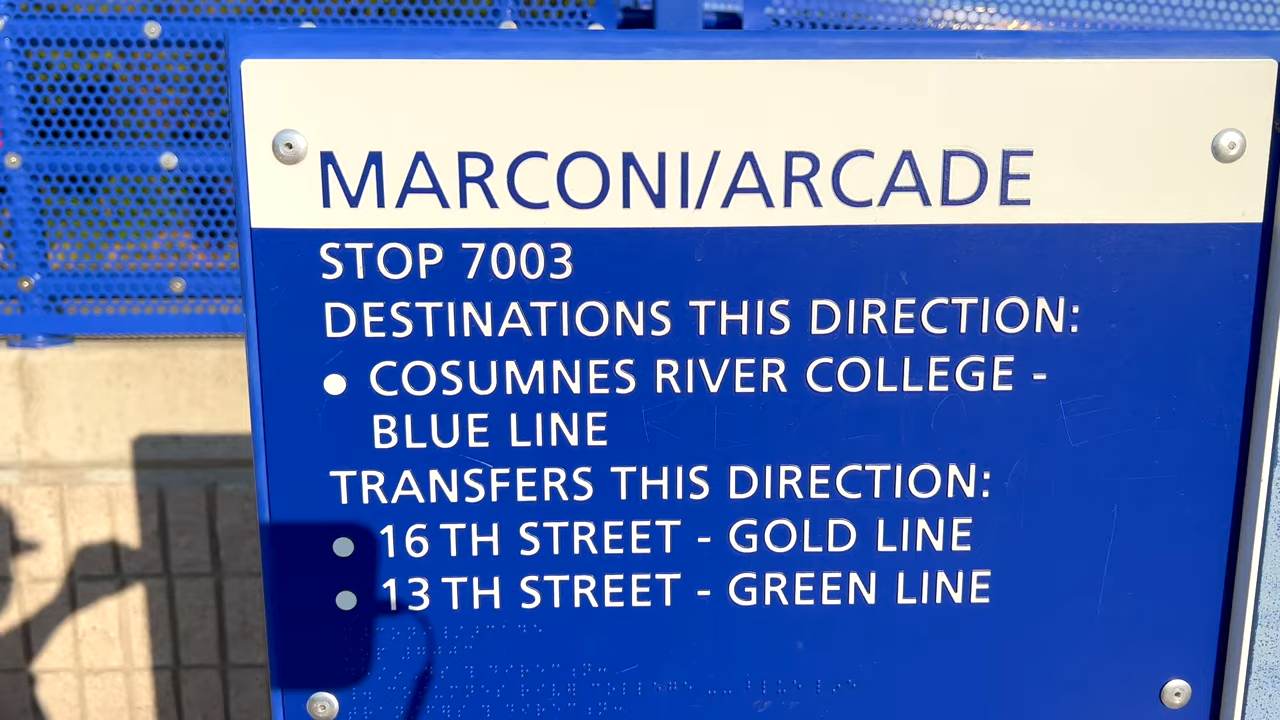 MARCONI/ARCADE
STOP 7003
DESTINATIONS THIS DIRECTION:
• COSUMNES RIVER COLLEGE -
BLUE LINE
TRANSFERS THIS DIRECTION:
• 16 TH STREET - GOLD LINE
• 13 TH STREET - GREEN LINE